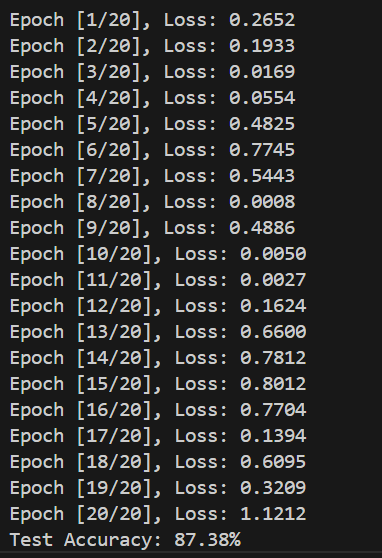 Epoch [1/20], Loss: 0.2652
Epoch [2/20], Loss: 0.1933
Epoch [3/20], Loss: 0.0169
Epoch [4/20], Loss: 0.0554
Epoch [5/20], Loss: 0.4825
Epoch [6/20], Loss: 0.7745
Epoch [7/20], Loss: 0.5443
Epoch [8/20], Loss: 0.0008
Epoch [9/20], Loss: 0.4886
Epoch [10/20], Loss: 0.0050
Epoch [11/20], Loss: 0.0027
Epoch [12/20], Loss: 0.1624
Epoch [13/20], Loss: 0.6600
Epoch [14/20], Loss: 0.7812
Epoch [15/20], Loss: 0.8012
Epoch [16/20], Loss: 0.7704
Epoch [17/20], Loss: 0.1394
Epoch [18/20], Loss: 0.6095
Epoch [19/20], Loss: 0.3209
Epoch [20/20], Loss: 1.1212
Test Accuracy: 87.38%